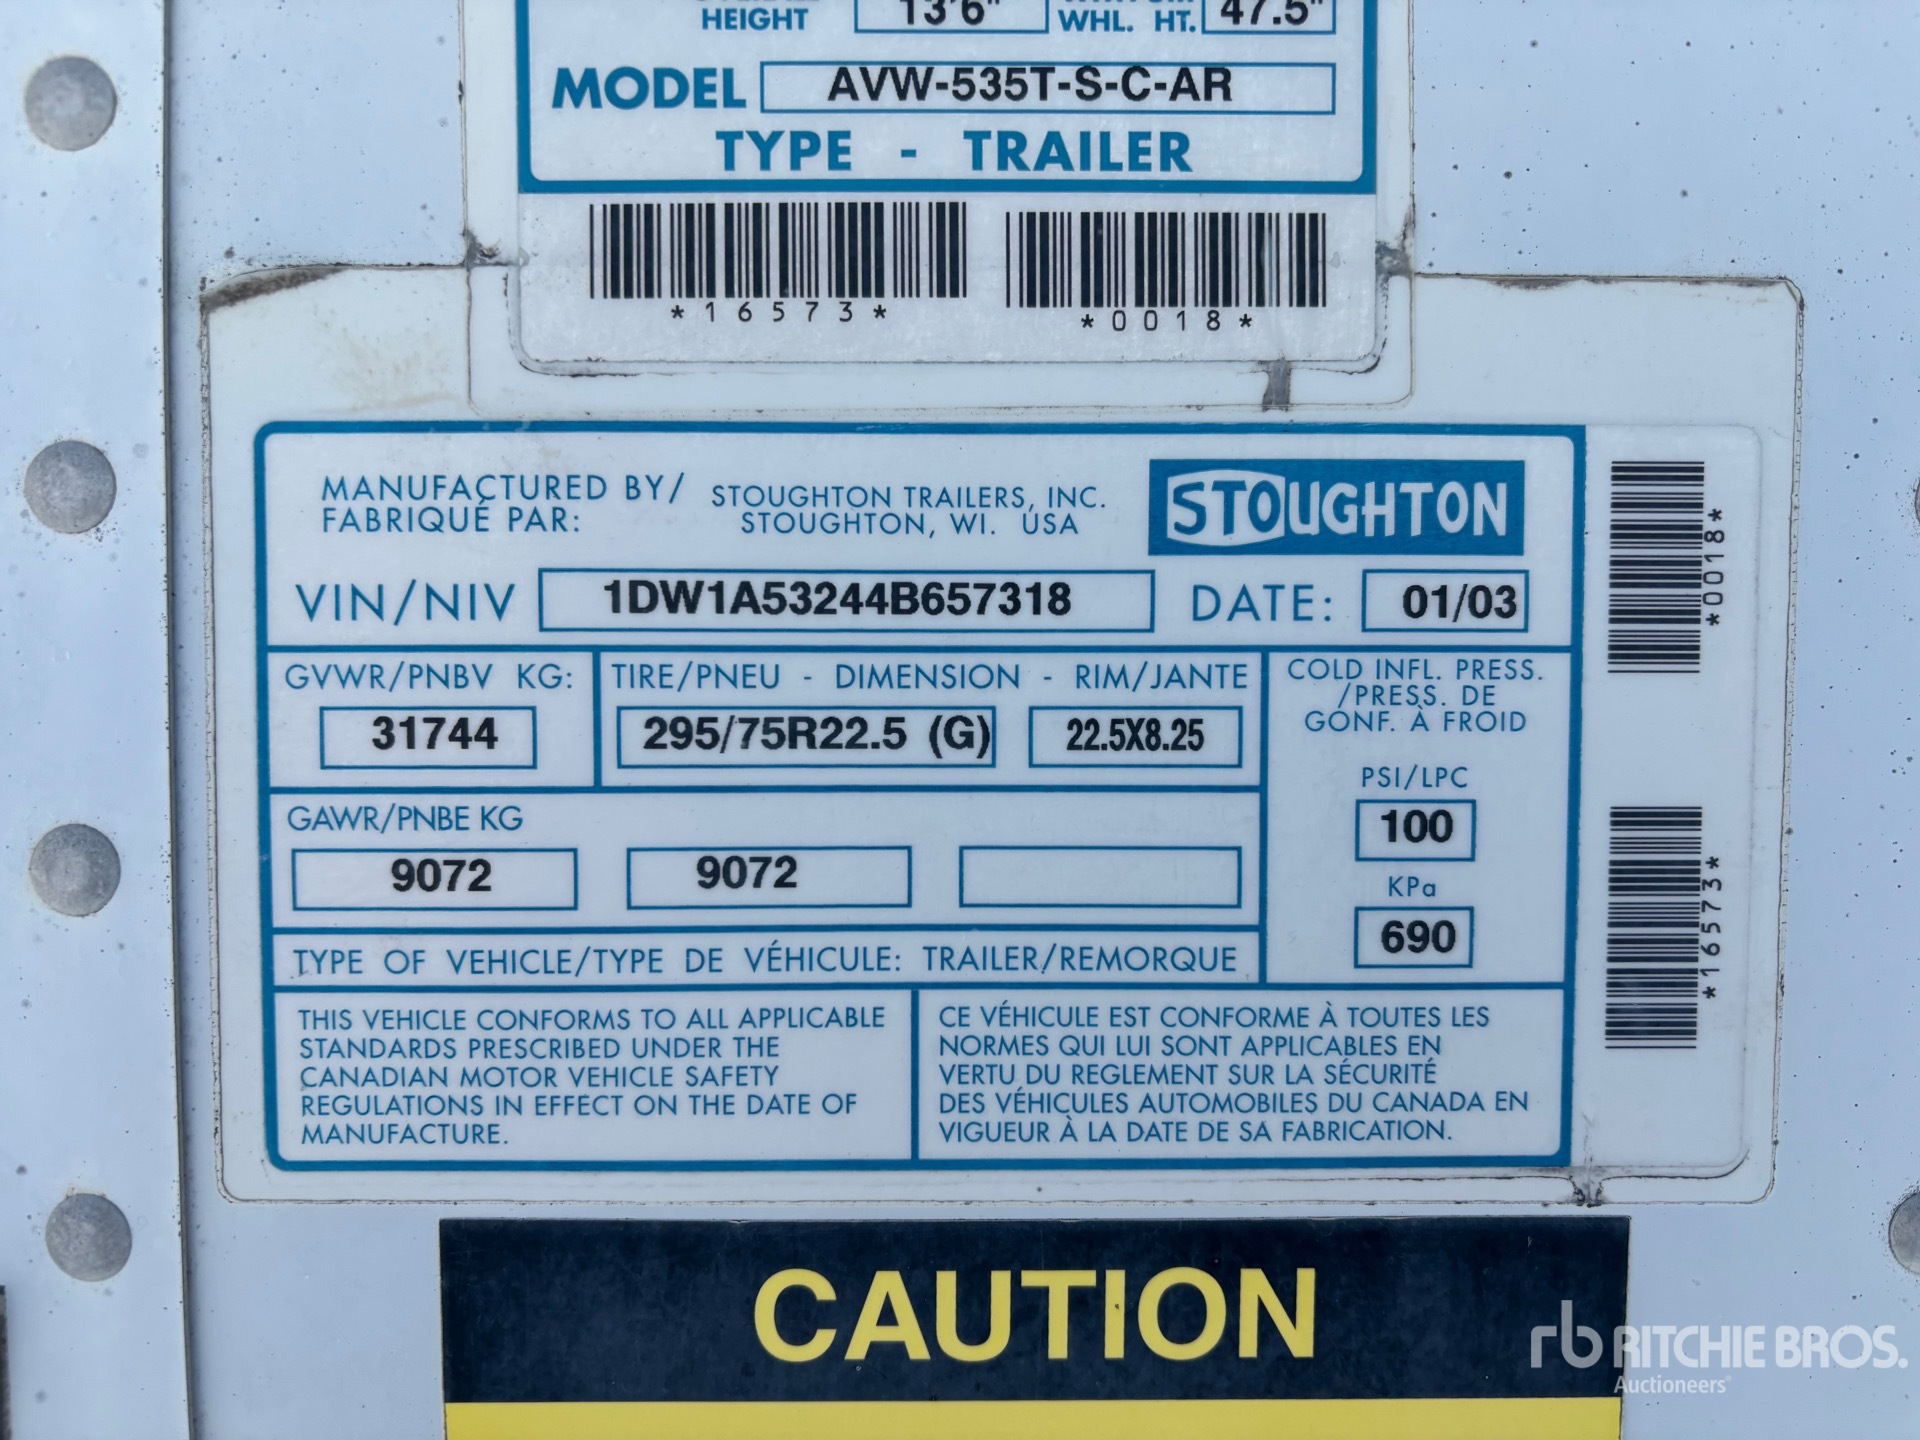 HEIGHT 13'6" WHL. HT. 47.5"
MODEL AVW-535T-S-C-AR
TYPE - TRAILER
*16573*
*0018*
MANUFACTURED BY/ STOUGHTON TRAILERS, INC.
FABRIQUÉ PAR: STOUGHTON, WI. USA
STOUGHTON
VIN/NIV 1DW1A53244B657318 DATE: 01/03
GVWR/PNBV KG: TIRE/PNEU - DIMENSION - RIM/JANTE
31744 295/75R22.5 (G) 22.5X8.25
COLD INFL. PRESS.
/PRESS. DE
GONF. À FROID
PSI/LPC
100
KPa
690
GAWR/PNBE KG
9072 9072
TYPE OF VEHICLE/TYPE DE VÉHICULE: TRAILER/REMORQUE
THIS VEHICLE CONFORMS TO ALL APPLICABLE
STANDARDS PRESCRIBED UNDER THE
CANADIAN MOTOR VEHICLE SAFETY
REGULATIONS IN EFFECT ON THE DATE OF
MANUFACTURE.
CE VÉHICULE EST CONFORME À TOUTES LES
NORMES QUI LUI SONT APPLICABLES EN
VERTU DU REGLEMENT SUR LA SÉCURITÉ
DES VÉHICULES AUTOMOBILES DU CANADA EN
VIGUEUR À LA DATE DE SA FABRICATION.
*0018*
*16573*
CAUTION
rb RITCHIE BROS.
Auctioneers